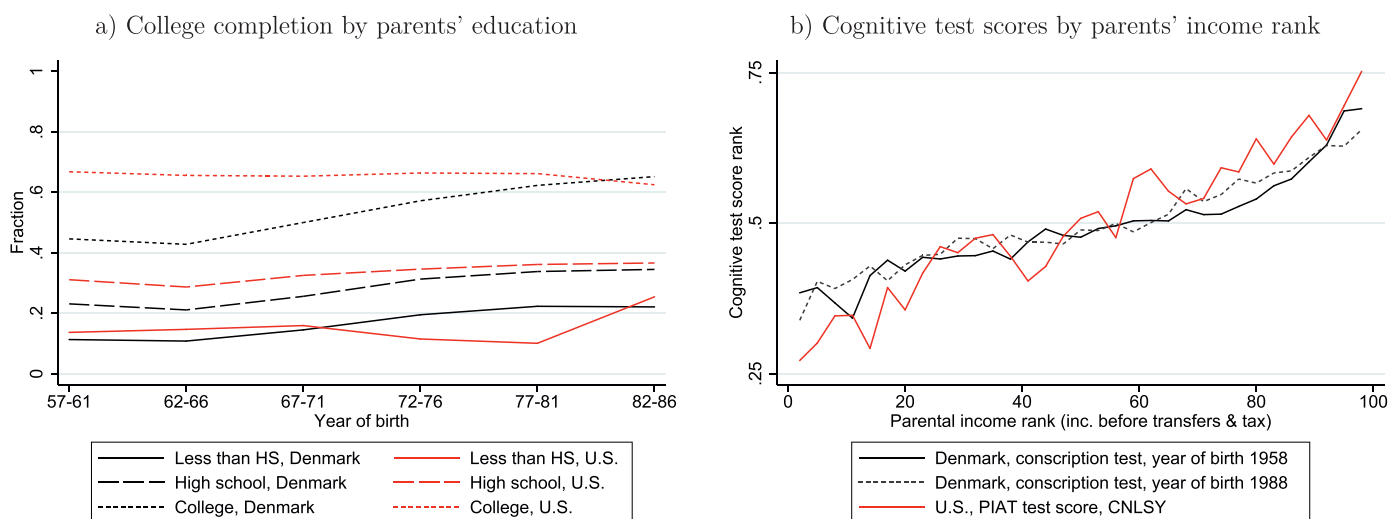 a) College completion by parents' education
1
.8
.6
.4
.2
0
Fraction
57-61 62-66 67-71 72-76 77-81 82-86
Year of birth
Less than HS, Denmark Less than HS, U.S.
High school, Denmark High school, U.S.
College, Denmark College, U.S.
b) Cognitive test scores by parents' income rank
.75
.5
.25
Cognitive test score rank
0 20 40 60 80 100
Parental income rank (inc. before transfers & tax)
Denmark, conscription test, year of birth 1958
Denmark, conscription test, year of birth 1988
U.S., PIAT test score, CNLSY